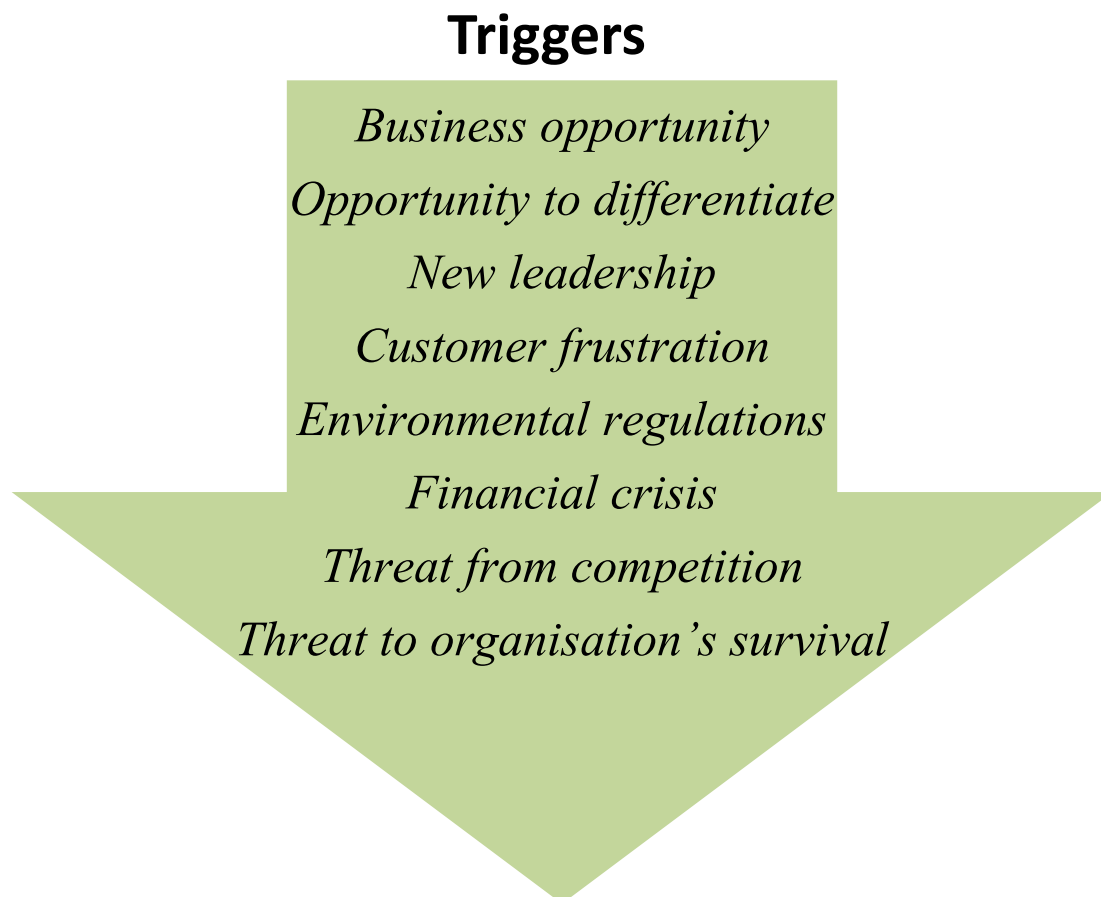 Triggers
Business opportunity
Opportunity to differentiate
New leadership
Customer frustration
Environmental regulations
Financial crisis
Threat from competition
Threat to organisation’s survival